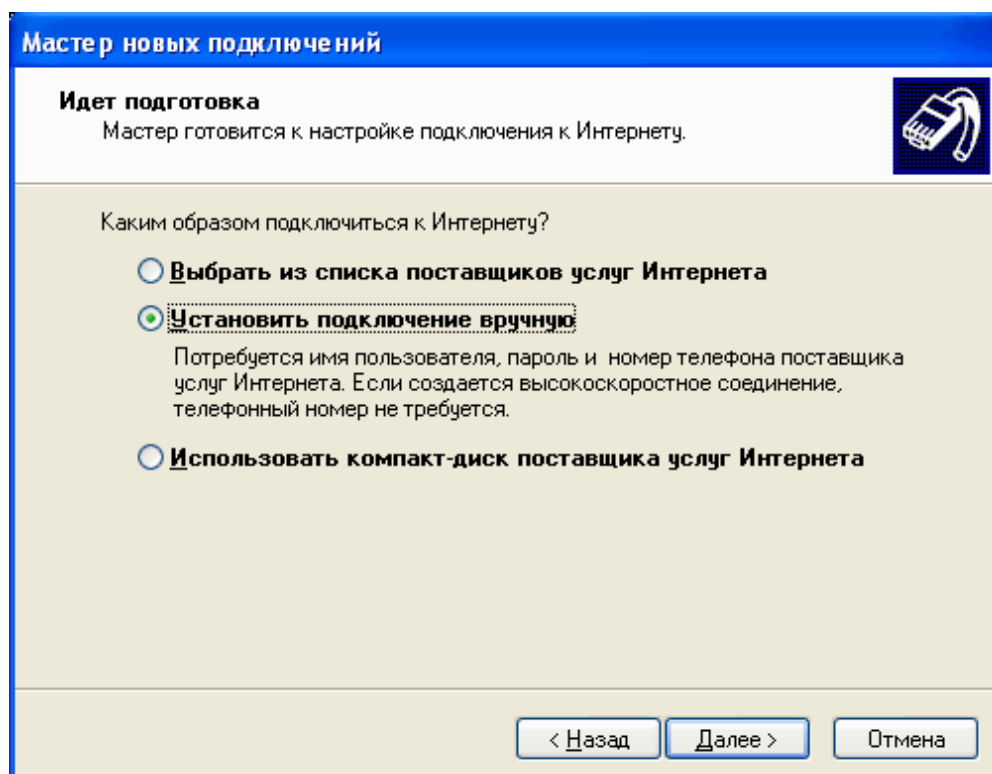 Мастер новых подключений
Идет подготовка
Мастер готовится к настройке подключения к Интернету.
Каким образом подключиться к Интернету?
Выбрать из списка поставщиков услуг Интернета
Установить подключение вручную
Потребуется имя пользователя, пароль и номер телефона поставщика
услуг Интернета. Если создается высокоскоростное соединение,
телефонный номер не требуется.
Использовать компакт-диск поставщика услуг Интернета
< Назад Далее > Отмена